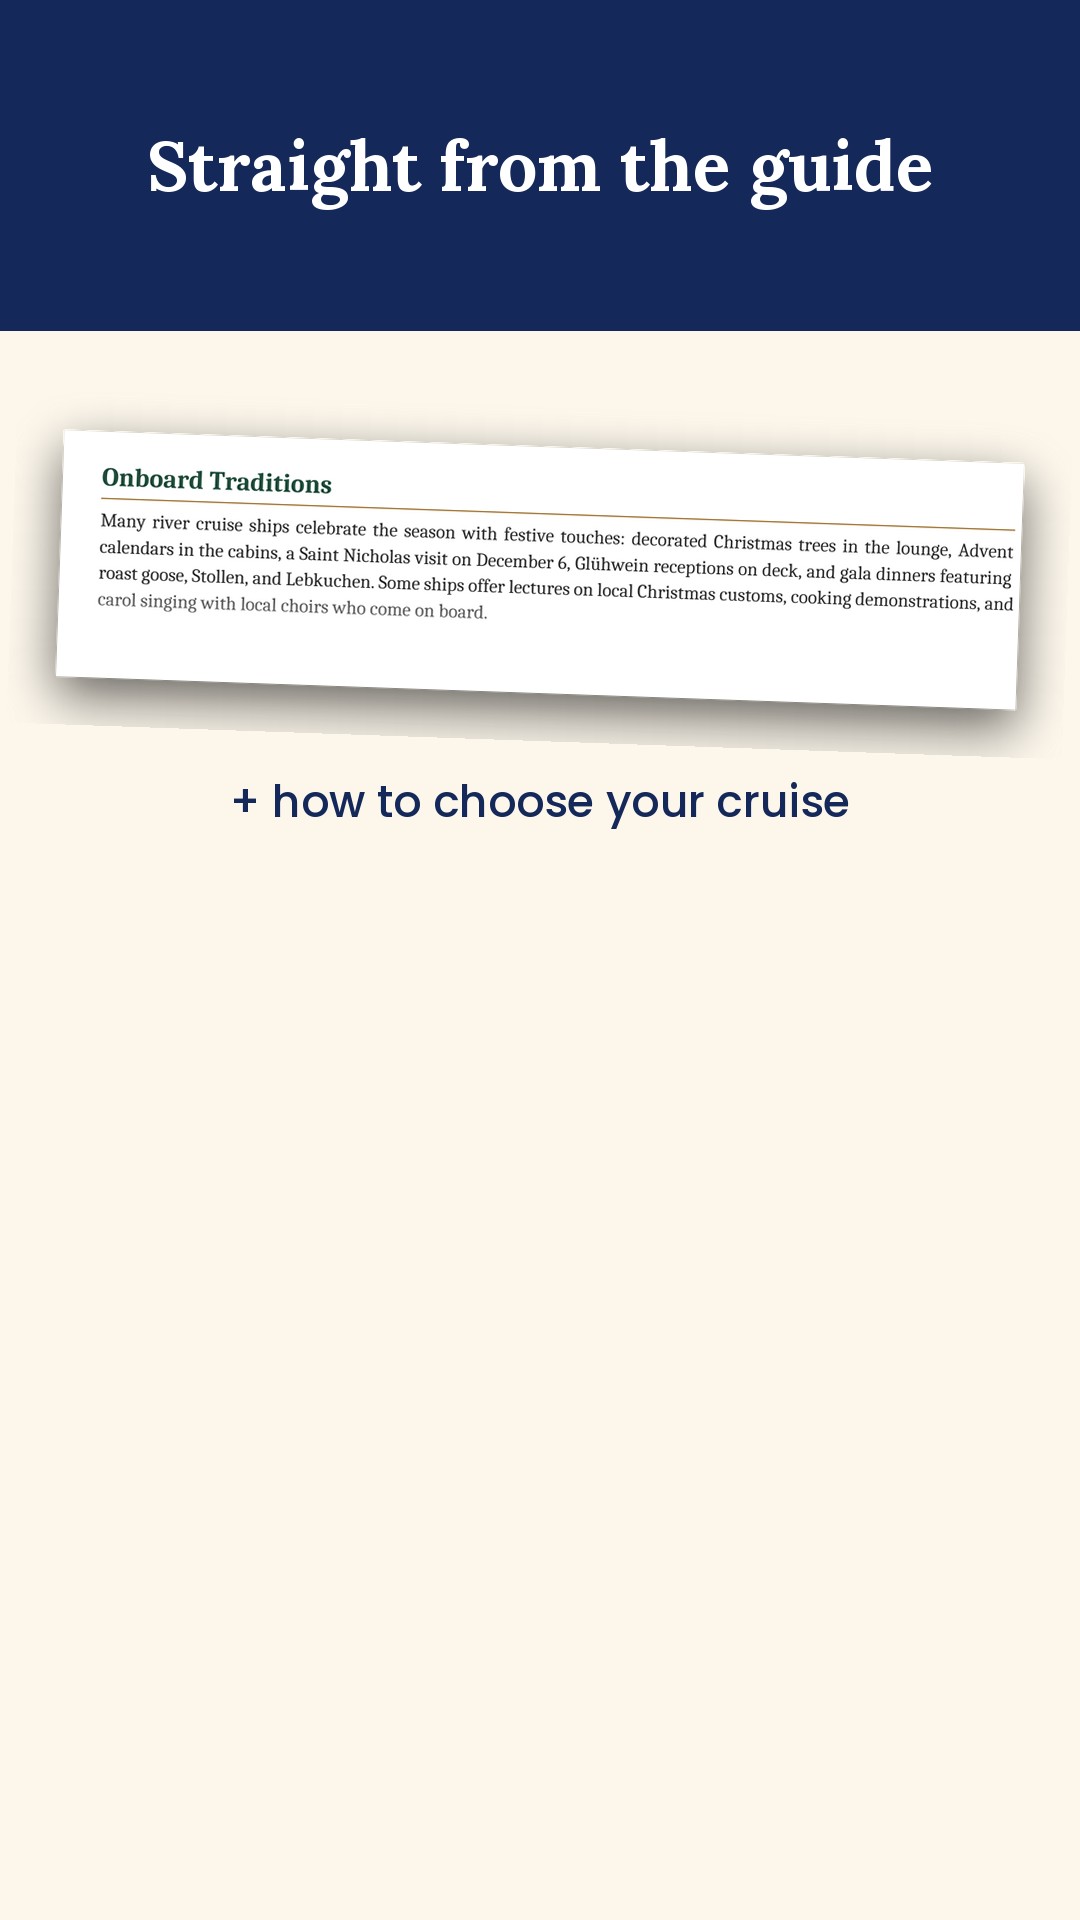 Straight from the guide
Onboard Traditions
Many river cruise ships celebrate the season with festive touches: decorated Christmas trees in the lounge, Advent
calendars in the cabins, a Saint Nicholas visit on December 6, Glühwein receptions on deck, and gala dinners featuring
roast goose, Stollen, and Lebkuchen. Some ships offer lectures on local Christmas customs, cooking demonstrations, and
carol singing with local choirs who come on board.
+ how to choose your cruise